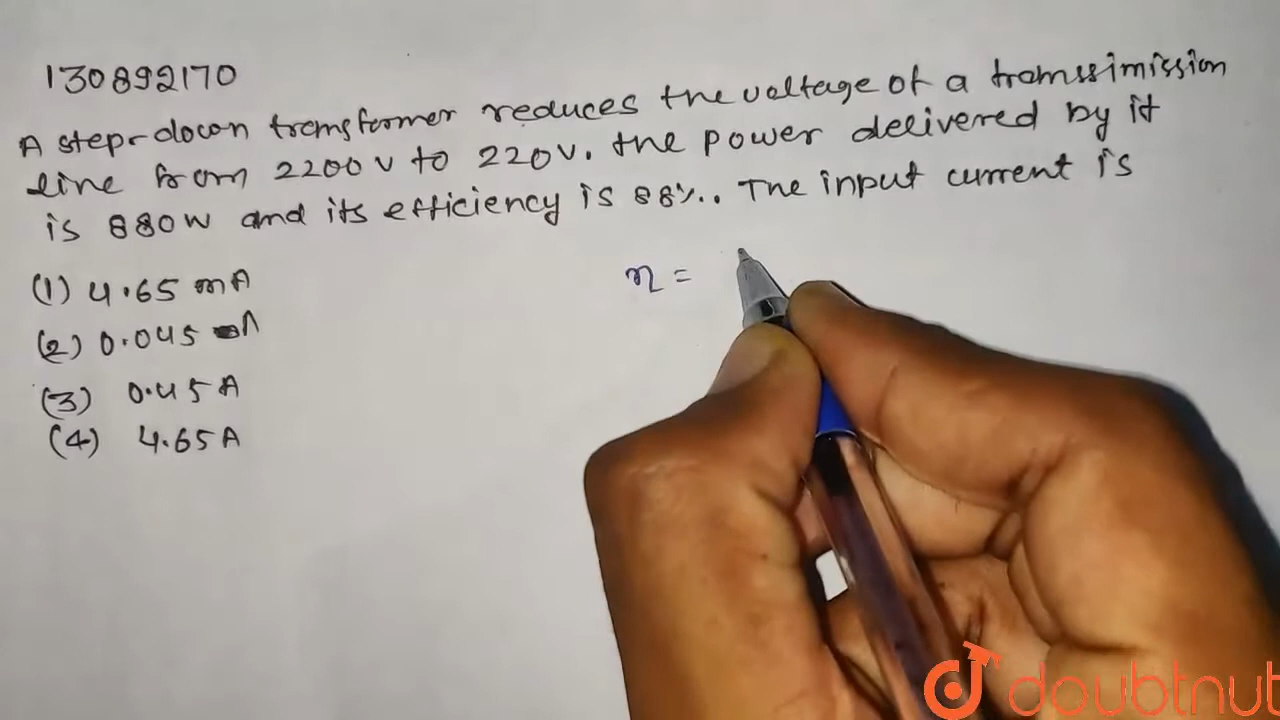 130892170
A step-down transformer reduces the voltage of a transsimission
line from 2200 V to 220V. the power delivered by it
is 880W and its efficiency is 88%. The input current is
(1) 4.65 mA
(2) 0.045 A
(3) 0.45 A
(4) 4.65 A
η =
doubtnut